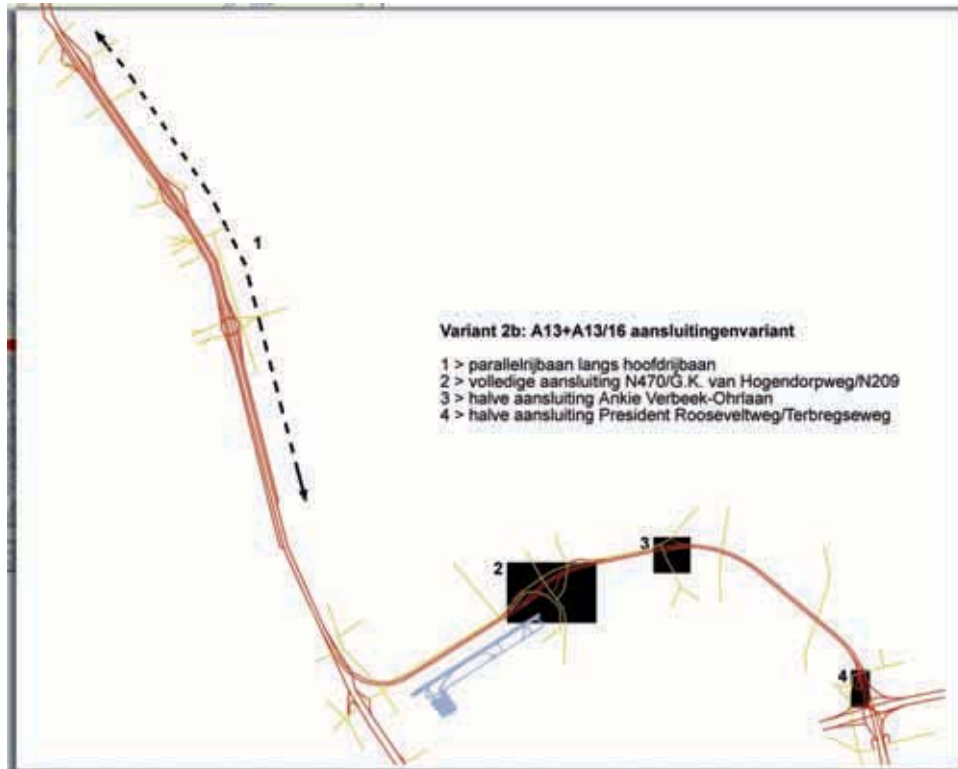 1
Variant 2b: A13+A13/16 aansluitingenvariant
1 > parallelrijbaan langs hoofdrijbaan
2 > volledige aansluiting N470/G.K. van Hogendorpweg/N209
3 > halve aansluiting Ankie Verbeek-Ohrlaan
4 > halve aansluiting President Rooseveltweg/Terbregseweg
2
3
4